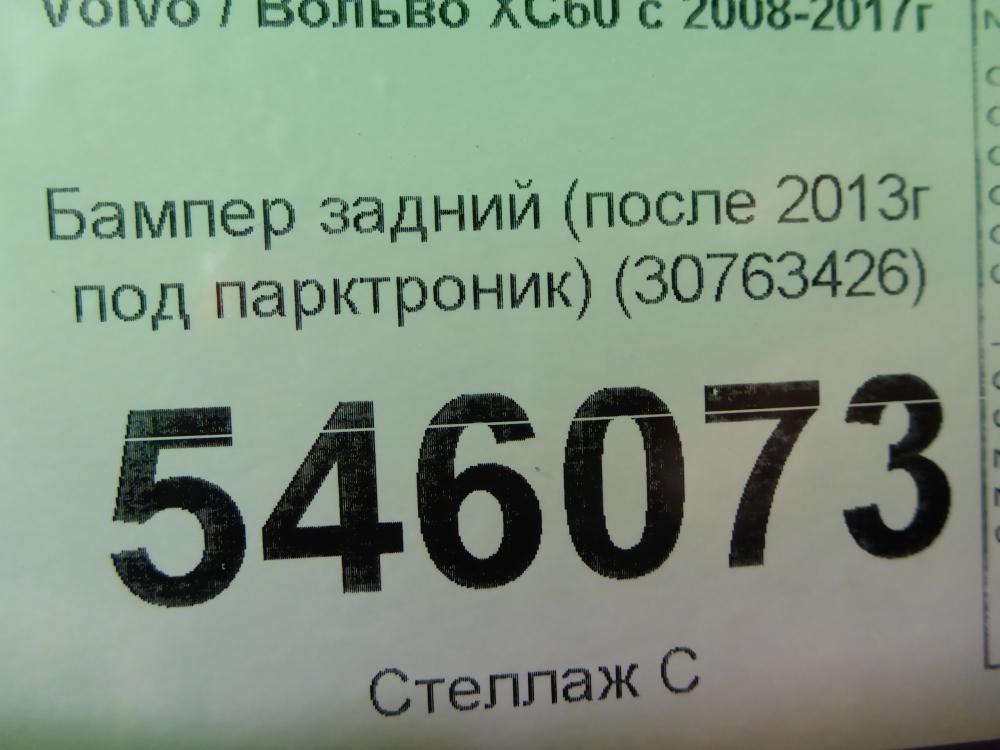 Volvo / Вольво XC60 с 2008-2017г
Бампер задний (после 2013г
под парктроник) (30763426)
546073
Стеллаж С